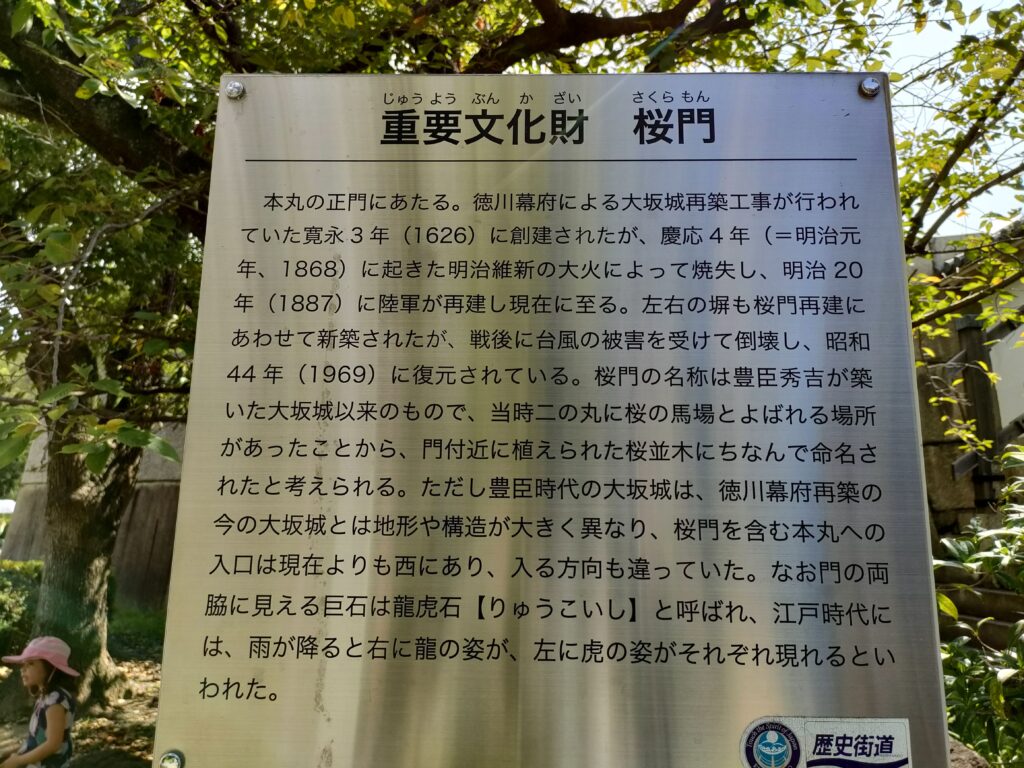 じゅうようぶんかざい　さくらもん
重要文化財　桜門
本丸の正門にあたる。徳川幕府による大坂城再築工事が行われ
ていた寛永３年（1626）に創建されたが、慶応４年（＝明治元
年、1868）に起きた明治維新の大火によって焼失し、明治 20
年（1887）に陸軍が再建し現在に至る。左右の塀も桜門再建に
あわせて新築されたが、戦後に台風の被害を受けて倒壊し、昭和
44 年（1969）に復元されている。桜門の名称は豊臣秀吉が築
いた大坂城以来のもので、当時二の丸に桜の馬場とよばれる場所
があったことから、門付近に植えられた桜並木にちなんで命名さ
れたと考えられる。ただし豊臣時代の大坂城は、徳川幕府再築の
今の大坂城とは地形や構造が大きく異なり、桜門を含む本丸への
入口は現在よりも西にあり、入る方向も違っていた。なお門の両
脇に見える巨石は龍虎石【りゅうこいし】と呼ばれ、江戸時代に
は、雨が降ると右に龍の姿が、左に虎の姿がそれぞれ現れるとい
われた。
歴史街道